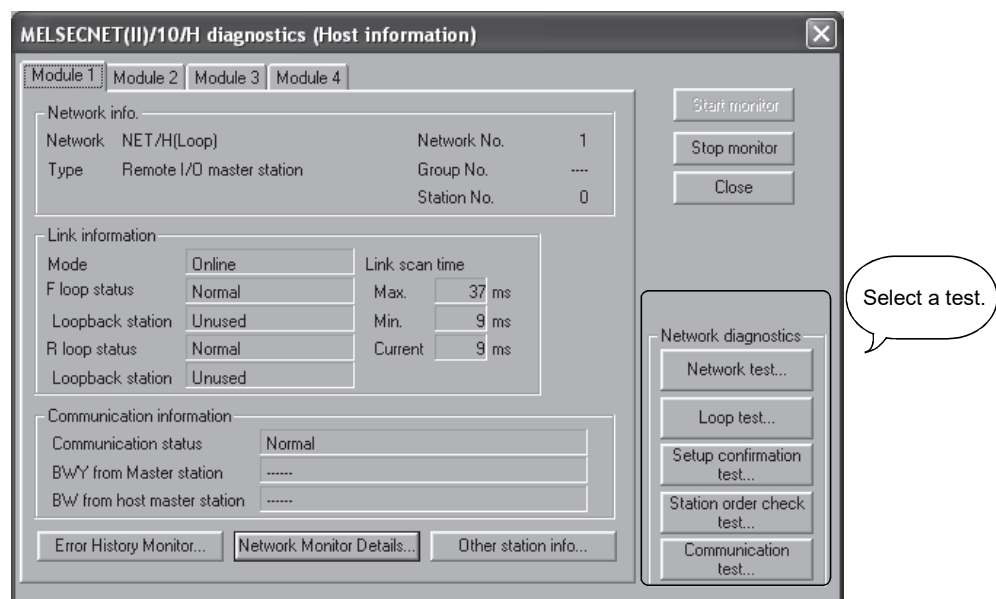 MELSECNET(II)/10/H diagnostics (Host information)
Module 1 Module 2 Module 3 Module 4
Network info.
Network NET/H(Loop) Network No. 1
Type Remote I/O master station Group No. ----
Station No. 0
Start monitor
Stop monitor
Close
Link information
Mode Online Link scan time
F loop status Normal Max. 37 ms
Loopback station Unused Min. 9 ms
R loop status Normal Current 9 ms
Loopback station Unused
Communication information
Communication status Normal
BWY from Master station ------
BW from host master station ------
Error History Monitor... Network Monitor Details... Other station info...
Select a test.
Network diagnostics
Network test...
Loop test...
Setup confirmation
test...
Station order check
test...
Communication
test...